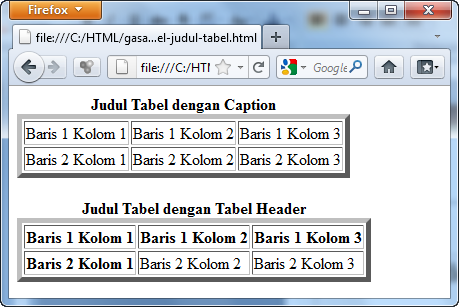 Firefox
file:///C:/HTML/gasa...el-judul-tabel.html
file:///C:/HTI
Google
Judul Tabel dengan Caption
Baris 1 Kolom 1 Baris 1 Kolom 2 Baris 1 Kolom 3
Baris 2 Kolom 1 Baris 2 Kolom 2 Baris 2 Kolom 3
Judul Tabel dengan Tabel Header
Baris 1 Kolom 1 Baris 1 Kolom 2 Baris 1 Kolom 3
Baris 2 Kolom 1 Baris 2 Kolom 2 Baris 2 Kolom 3